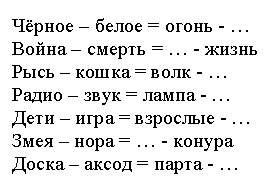 Чёрное – белое = огонь - …
Война – смерть = … - жизнь
Рысь – кошка = волк - …
Радио – звук = лампа - …
Дети – игра = взрослые - …
Змея – нора = … - конура
Доска – аксод = парта - …